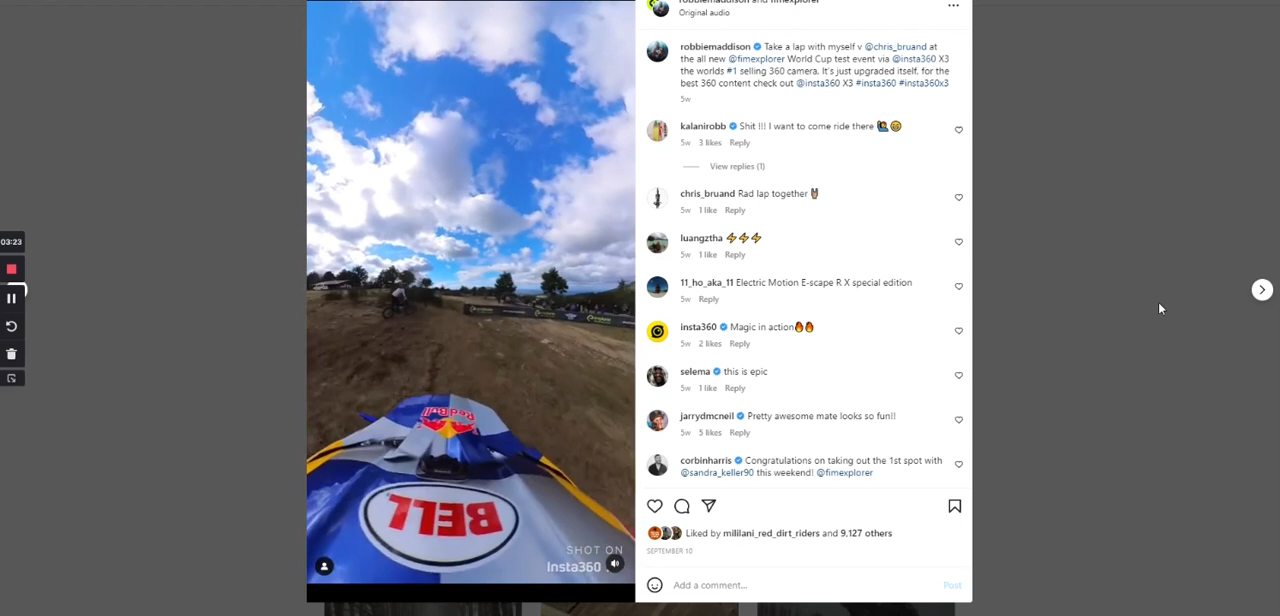 robbiemaddison and fimexplorer
Original audio
robbiemaddison Take a lap with myself v @chris_bruand at
the all new @fimexplorer World Cup test event via @insta360 X3
the worlds #1 selling 360 camera. It's just upgraded itself. for the
best 360 content check out @insta360 X3 #insta360 #insta360x3
5w
kalanirobb Shit !!! I want to come ride there 🙋😄
5w 3 likes Reply
View replies (1)
chris_bruand Rad lap together 🤘
5w 1 like Reply
luangztha ⚡⚡⚡
5w 1 like Reply
11_ho_aka_11 Electric Motion E-scape R X special edition
5w Reply
insta360 Magic in action🔥🔥
5w 2 likes Reply
selema this is epic
5w 1 like Reply
jarrydmcneil Pretty awesome mate looks so fun!!
5w 5 likes Reply
corbinharris Congratulations on taking out the 1st spot with
@sandra_keller90 this weekend! @fimexplorer
Liked by mililani_red_dirt_riders and 9,127 others
SEPTEMBER 10
Add a comment...
Post
03:23
Red Bull
BELL
SHOT ON
Insta360